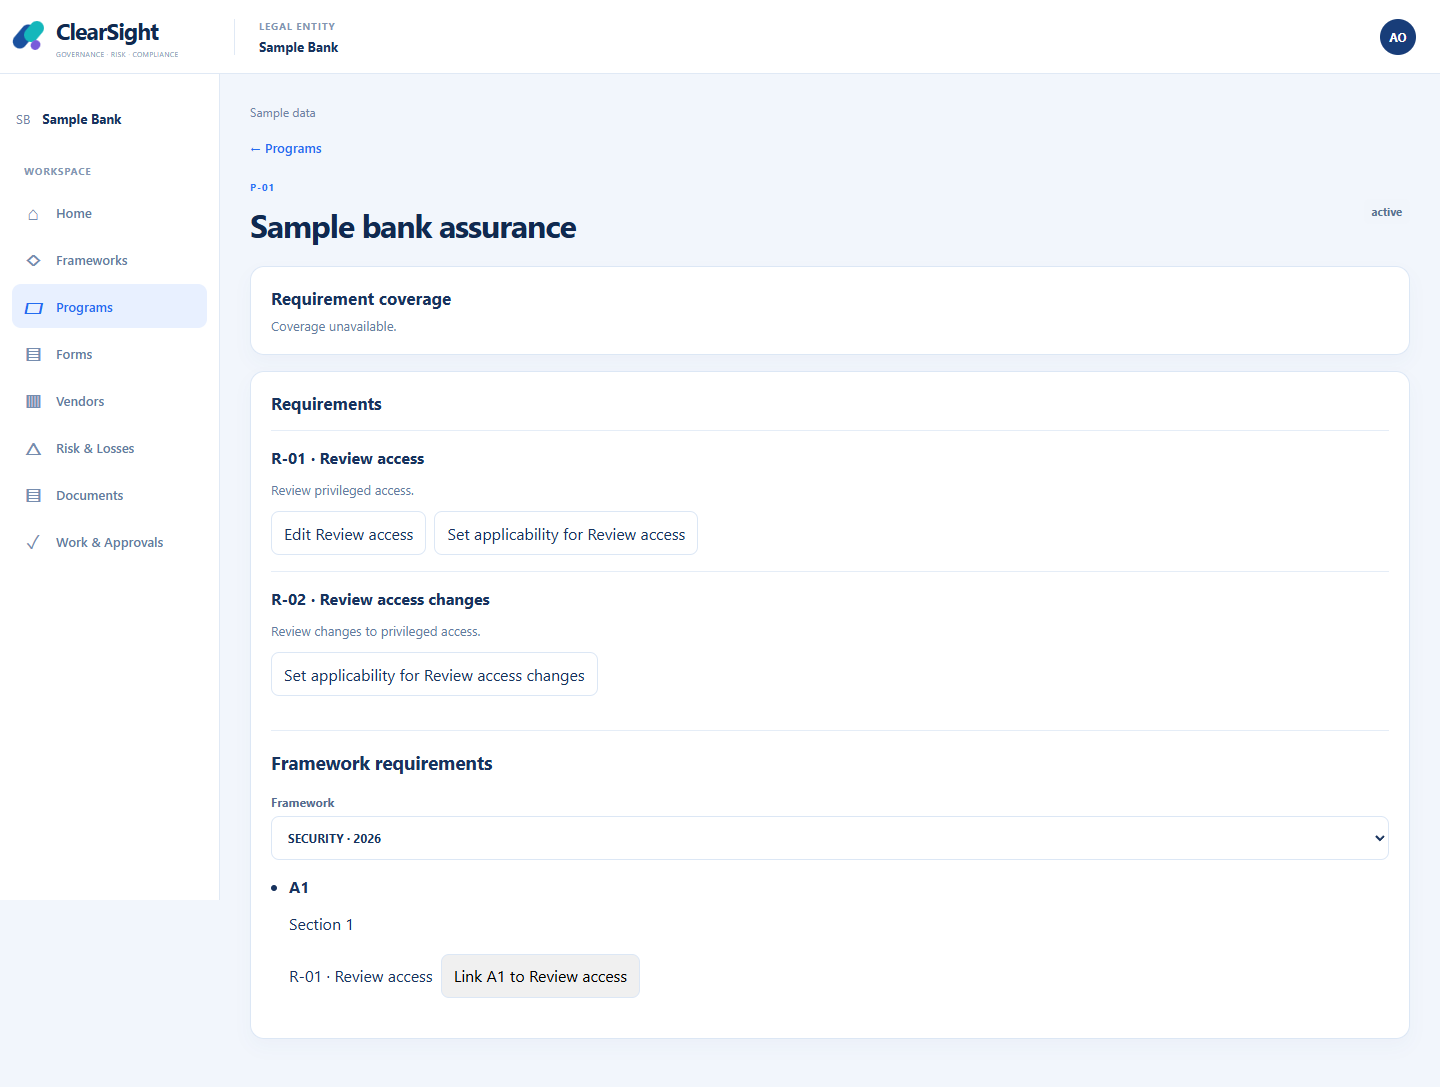 ClearSight
GOVERNANCE · RISK · COMPLIANCE
LEGAL ENTITY
Sample Bank
AO
SB Sample Bank
WORKSPACE
Home
Frameworks
Programs
Forms
Vendors
Risk & Losses
Documents
Work & Approvals
Sample data
← Programs
P-01
Sample bank assurance
active
Requirement coverage
Coverage unavailable.
Requirements
R-01 · Review access
Review privileged access.
Edit Review access
Set applicability for Review access
R-02 · Review access changes
Review changes to privileged access.
Set applicability for Review access changes
Framework requirements
Framework
SECURITY · 2026
• A1
Section 1
R-01 · Review access
Link A1 to Review access